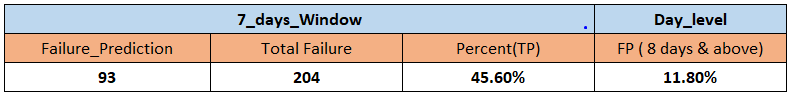 7_days_Window Day_level
Failure_Prediction Total Failure Percent(TP) FP ( 8 days & above)
93 204 45.60% 11.80%